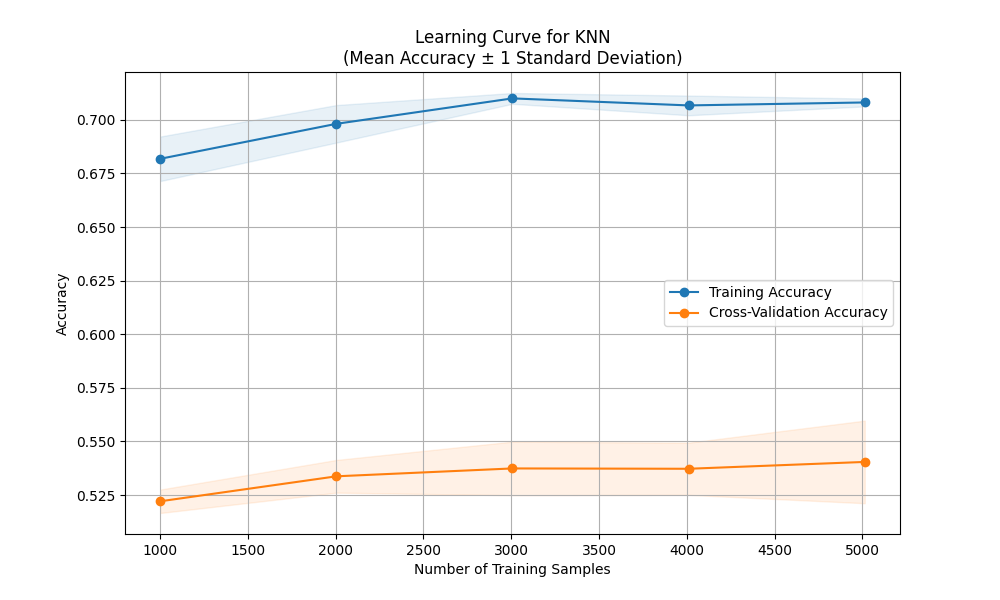 Learning Curve for KNN
(Mean Accuracy ± 1 Standard Deviation)
Accuracy
0.700
0.675
0.650
0.625
0.600
0.575
0.550
0.525
Training Accuracy
Cross-Validation Accuracy
1000 1500 2000 2500 3000 3500 4000 4500 5000
Number of Training Samples